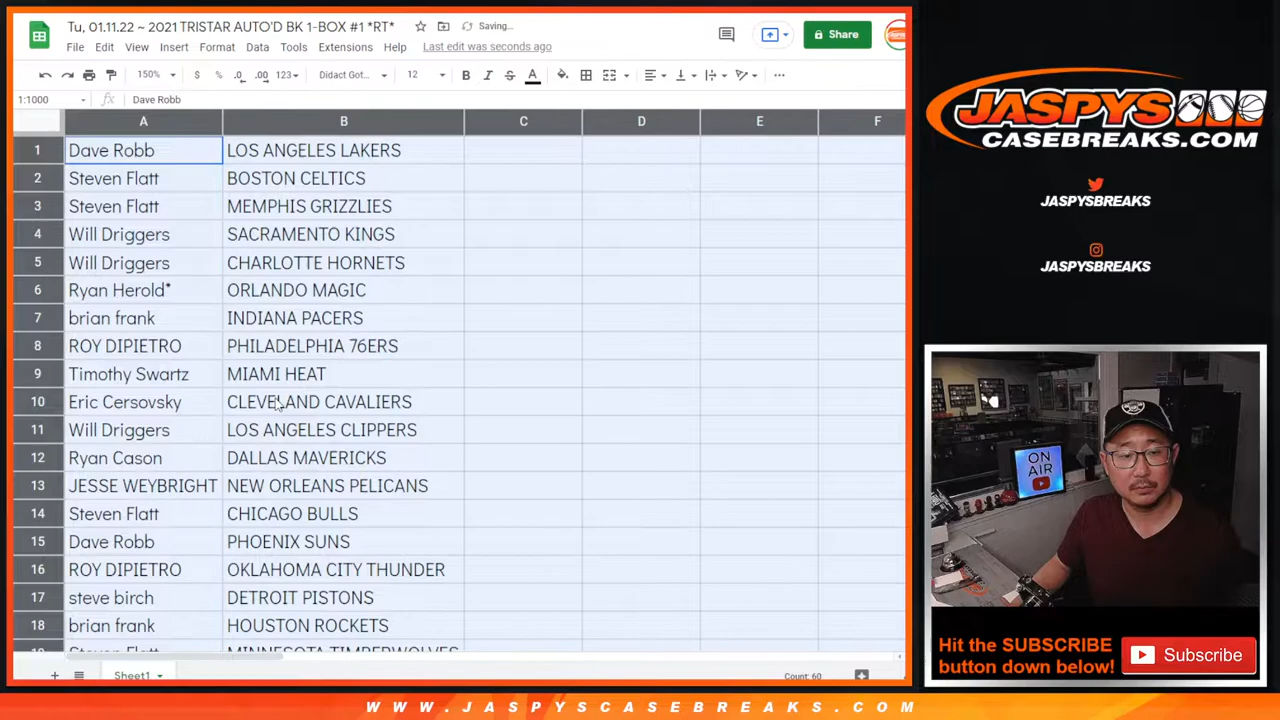 Tu, 01.11.22 ~ 2021 TRISTAR AUTO'D BK 1-BOX #1 *RT*
Saving...
File Edit View Insert Format Data Tools Extensions Help Last edit was seconds ago
Share
150% $ % .0 .00 123 Didact Got... 12 B I S A
1:1000 fx Dave Robb
A B C D E F
1 Dave Robb LOS ANGELES LAKERS
2 Steven Flatt BOSTON CELTICS
3 Steven Flatt MEMPHIS GRIZZLIES
4 Will Driggers SACRAMENTO KINGS
5 Will Driggers CHARLOTTE HORNETS
6 Ryan Herold* ORLANDO MAGIC
7 brian frank INDIANA PACERS
8 ROY DIPIETRO PHILADELPHIA 76ERS
9 Timothy Swartz MIAMI HEAT
10 Eric Cersovsky CLEVELAND CAVALIERS
11 Will Driggers LOS ANGELES CLIPPERS
12 Ryan Cason DALLAS MAVERICKS
13 JESSE WEYBRIGHT NEW ORLEANS PELICANS
14 Steven Flatt CHICAGO BULLS
15 Dave Robb PHOENIX SUNS
16 ROY DIPIETRO OKLAHOMA CITY THUNDER
17 steve birch DETROIT PISTONS
18 brian frank HOUSTON ROCKETS
19 Steven Flatt MINNESOTA TIMBERWOLVES
Sheet1 Count: 60
JASPYS
CASEBREAKS.COM
JASPYSBREAKS
JASPYSBREAKS
ON
AIR
Hit the SUBSCRIBE
button down below!
Subscribe
WWW.JASPYSCASEBREAKS.COM